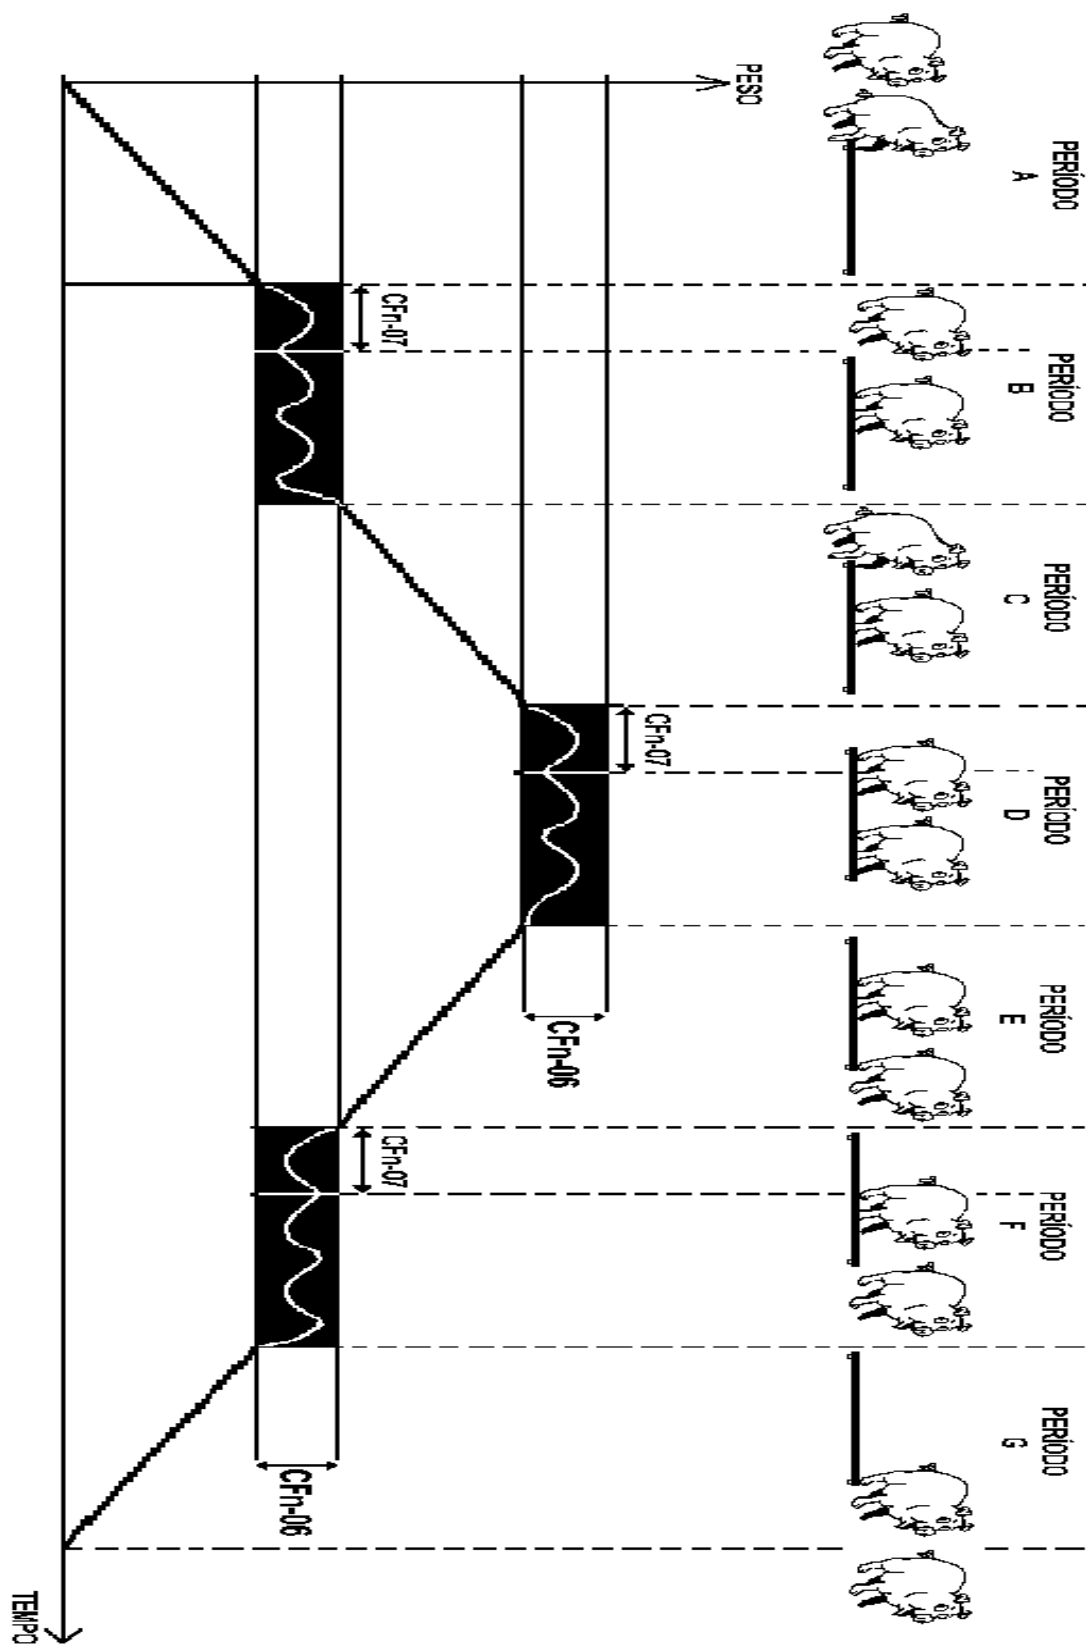 PERÍODO
A
PERÍODO
B
PERÍODO
C
PERÍODO
D
PERÍODO
E
PERÍODO
F
PERÍODO
G
PESO
CFn-07
CFn-07
CFn-06
CFn-07
CFn-06
TEMPO